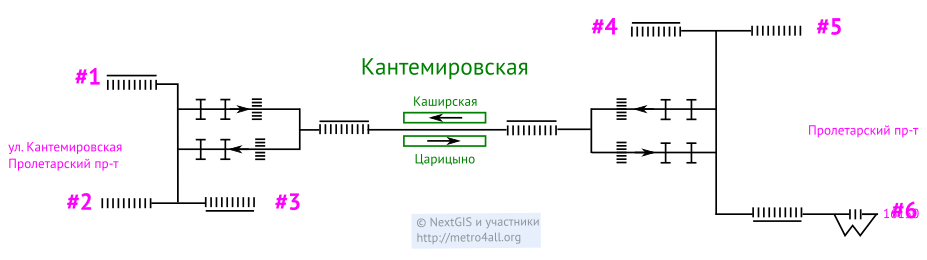 #4
#5
Кантемировская
#1
Каширская
Пролетарский пр-т
ул. Кантемировская
Пролетарский пр-т
Царицыно
#2
#3
#6
© NextGIS и участники
http://metro4all.org